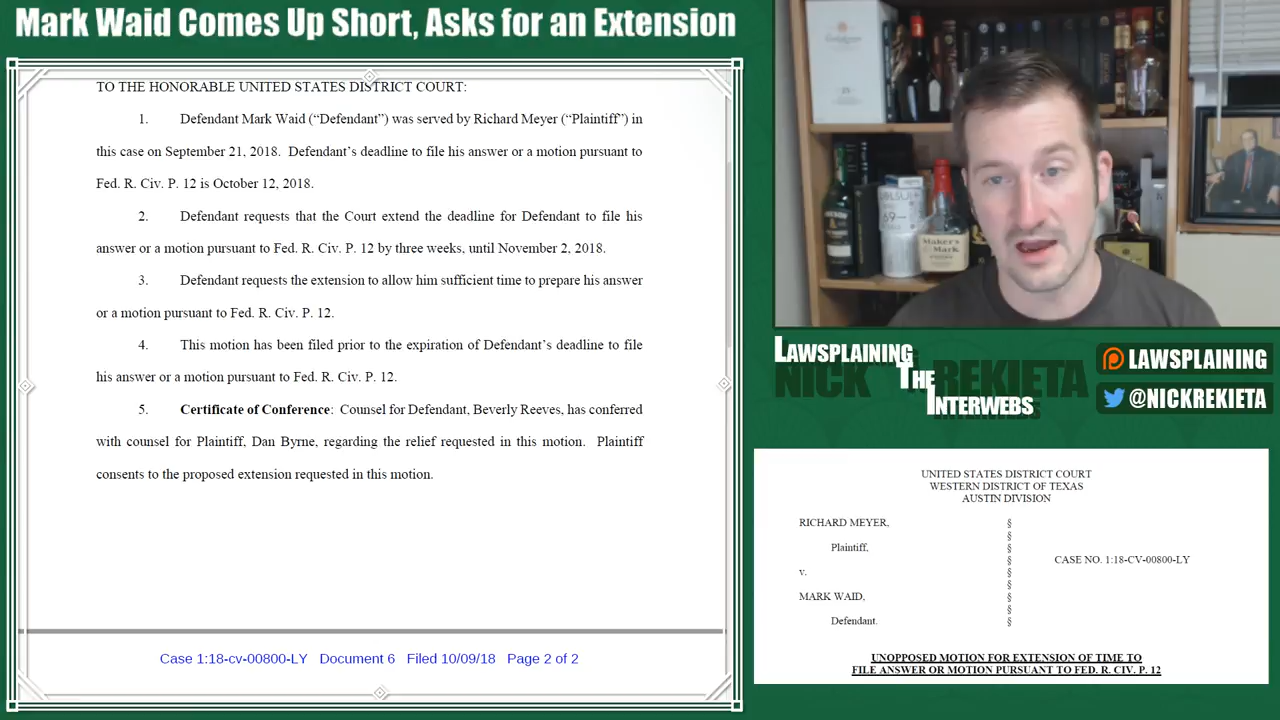 Mark Waid Comes Up Short, Asks for an Extension
TO THE HONORABLE UNITED STATES DISTRICT COURT:
1. Defendant Mark Waid (“Defendant”) was served by Richard Meyer (“Plaintiff”) in
this case on September 21, 2018. Defendant’s deadline to file his answer or a motion pursuant to
Fed. R. Civ. P. 12 is October 12, 2018.
2. Defendant requests that the Court extend the deadline for Defendant to file his
answer or a motion pursuant to Fed. R. Civ. P. 12 by three weeks, until November 2, 2018.
3. Defendant requests the extension to allow him sufficient time to prepare his answer
or a motion pursuant to Fed. R. Civ. P. 12.
4. This motion has been filed prior to the expiration of Defendant’s deadline to file
his answer or a motion pursuant to Fed. R. Civ. P. 12.
5. Certificate of Conference: Counsel for Defendant, Beverly Reeves, has conferred
with counsel for Plaintiff, Dan Byrne, regarding the relief requested in this motion. Plaintiff
consents to the proposed extension requested in this motion.
Case 1:18-cv-00800-LY Document 6 Filed 10/09/18 Page 2 of 2
Maker's
Mark
69
LAWSPLAINING
THE
INTERWEBS
NICK REKIETA
LAWSPLAINING
@NICKREKIETA
UNITED STATES DISTRICT COURT
WESTERN DISTRICT OF TEXAS
AUSTIN DIVISION
RICHARD MEYER, §
§
Plaintiff, §
§ CASE NO. 1:18-CV-00800-LY
v. §
§
MARK WAID, §
§
Defendant. §
UNOPPOSED MOTION FOR EXTENSION OF TIME TO
FILE ANSWER OR MOTION PURSUANT TO FED. R. CIV. P. 12